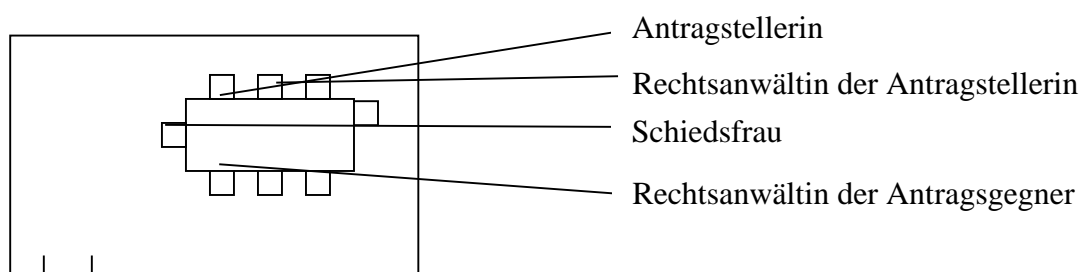 Antragstellerin
Rechtsanwältin der Antragstellerin
Schiedsfrau
Rechtsanwältin der Antragsgegner